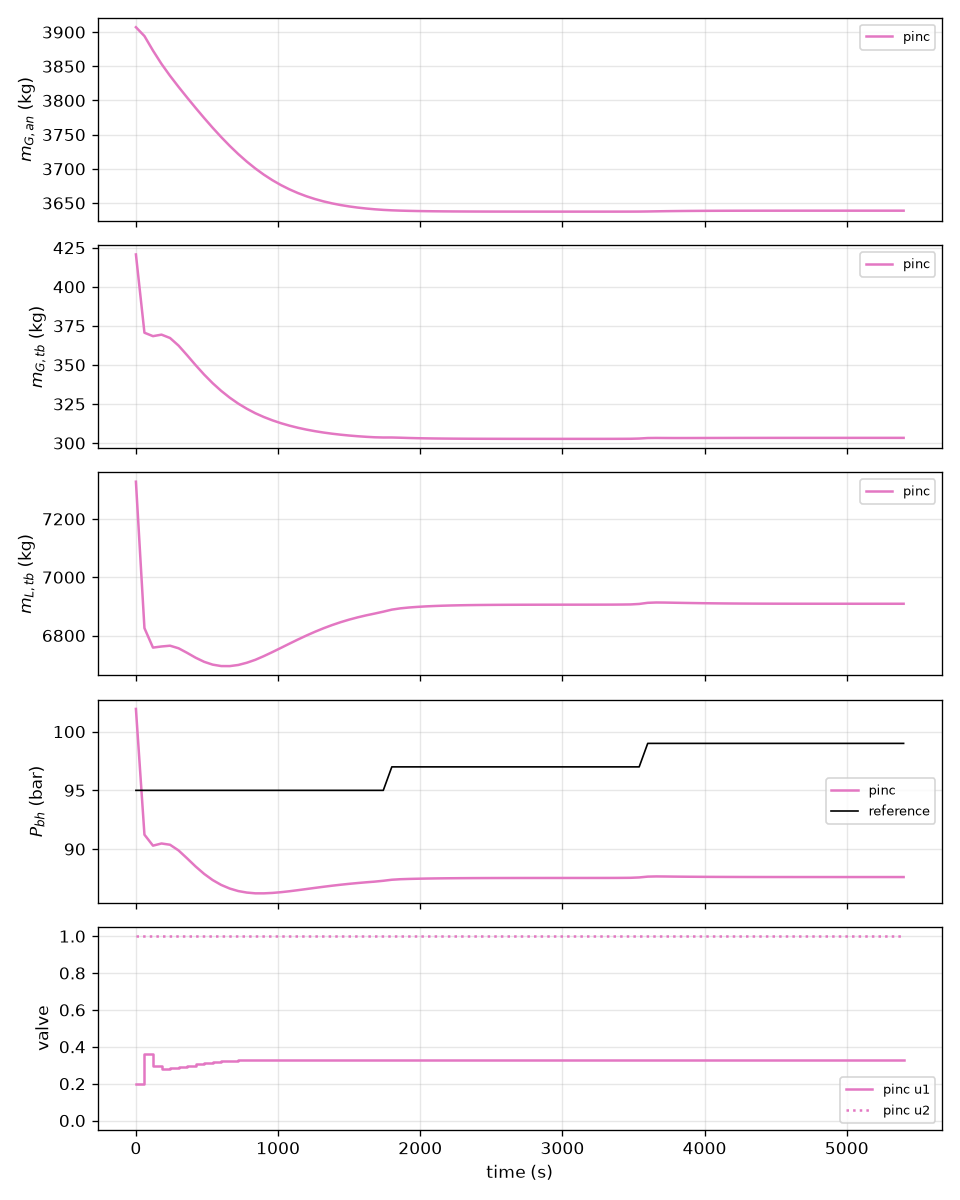 3900
3850
3800
3750
3700
3650
m_{G,an} (kg)
pinc
425
400
375
350
325
300
m_{G,tb} (kg)
pinc
7200
7000
6800
m_{L,tb} (kg)
pinc
100
95
90
P_{bh} (bar)
pinc
reference
1.0
0.8
0.6
0.4
0.2
0.0
valve
pinc u1
pinc u2
0 1000 2000 3000 4000 5000
time (s)